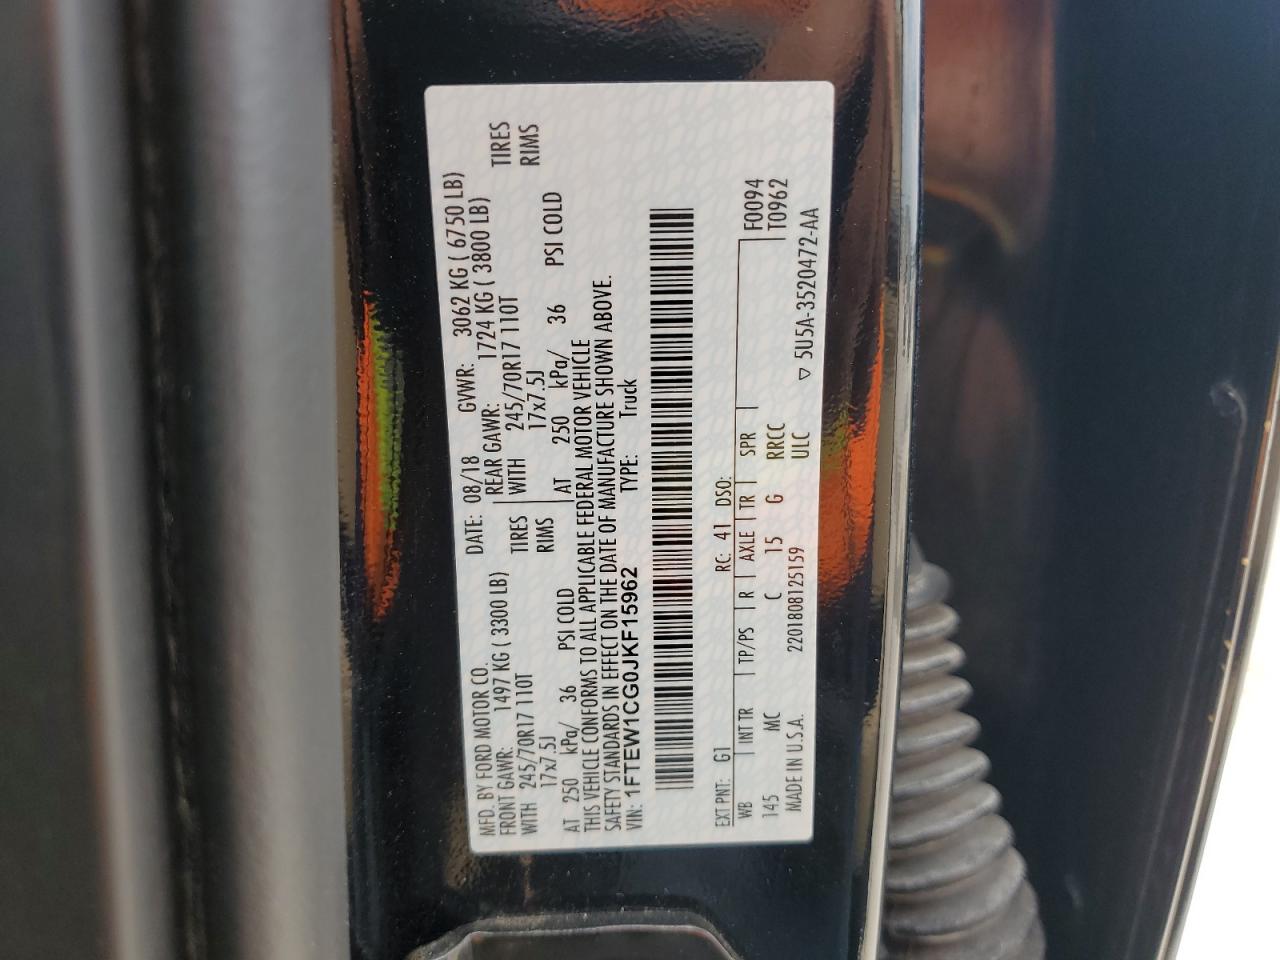 MFD. BY FORD MOTOR CO.
DATE: 08/18 GVWR: 3062 KG ( 6750 LB)
FRONT GAWR: 1497 KG ( 3300 LB) REAR GAWR: 1724 KG ( 3800 LB)
WITH 245/70R17 110T TIRES WITH 245/70R17 110T TIRES
17x7.5J RIMS 17x7.5J RIMS
AT 250 kPa/ 36 PSI COLD AT 250 kPa/ 36 PSI COLD
THIS VEHICLE CONFORMS TO ALL APPLICABLE FEDERAL MOTOR VEHICLE
SAFETY STANDARDS IN EFFECT ON THE DATE OF MANUFACTURE SHOWN ABOVE.
VIN: 1FTEW1CG0JKF15962 TYPE: Truck
EXT PNT: G1 RC: 41 DSO: F0094
WB INT TR TP/PS R AXLE TR SPR T0962
145 MC C 15 G RRCC
MADE IN U.S.A. 220180812515 9 ULC ▽ 5U5A-3520472-AA